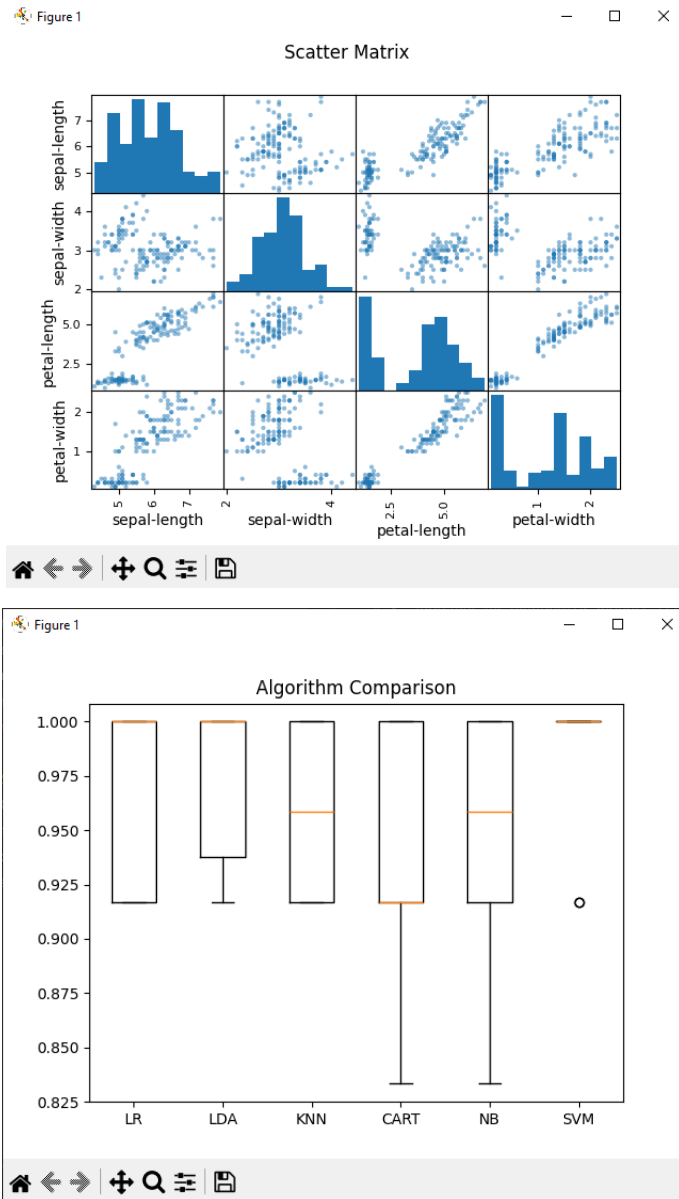 Figure 1
Scatter Matrix
sepal-length
7
6
5
sepal-width
4
3
2
petal-length
5.0
2.5
petal-width
2
1
5 6 7 2 4 2.5 5.0 1 2
sepal-length sepal-width petal-length petal-width
Figure 1
Algorithm Comparison
1.000
0.975
0.950
0.925
0.900
0.875
0.850
0.825
LR LDA KNN CART NB SVM